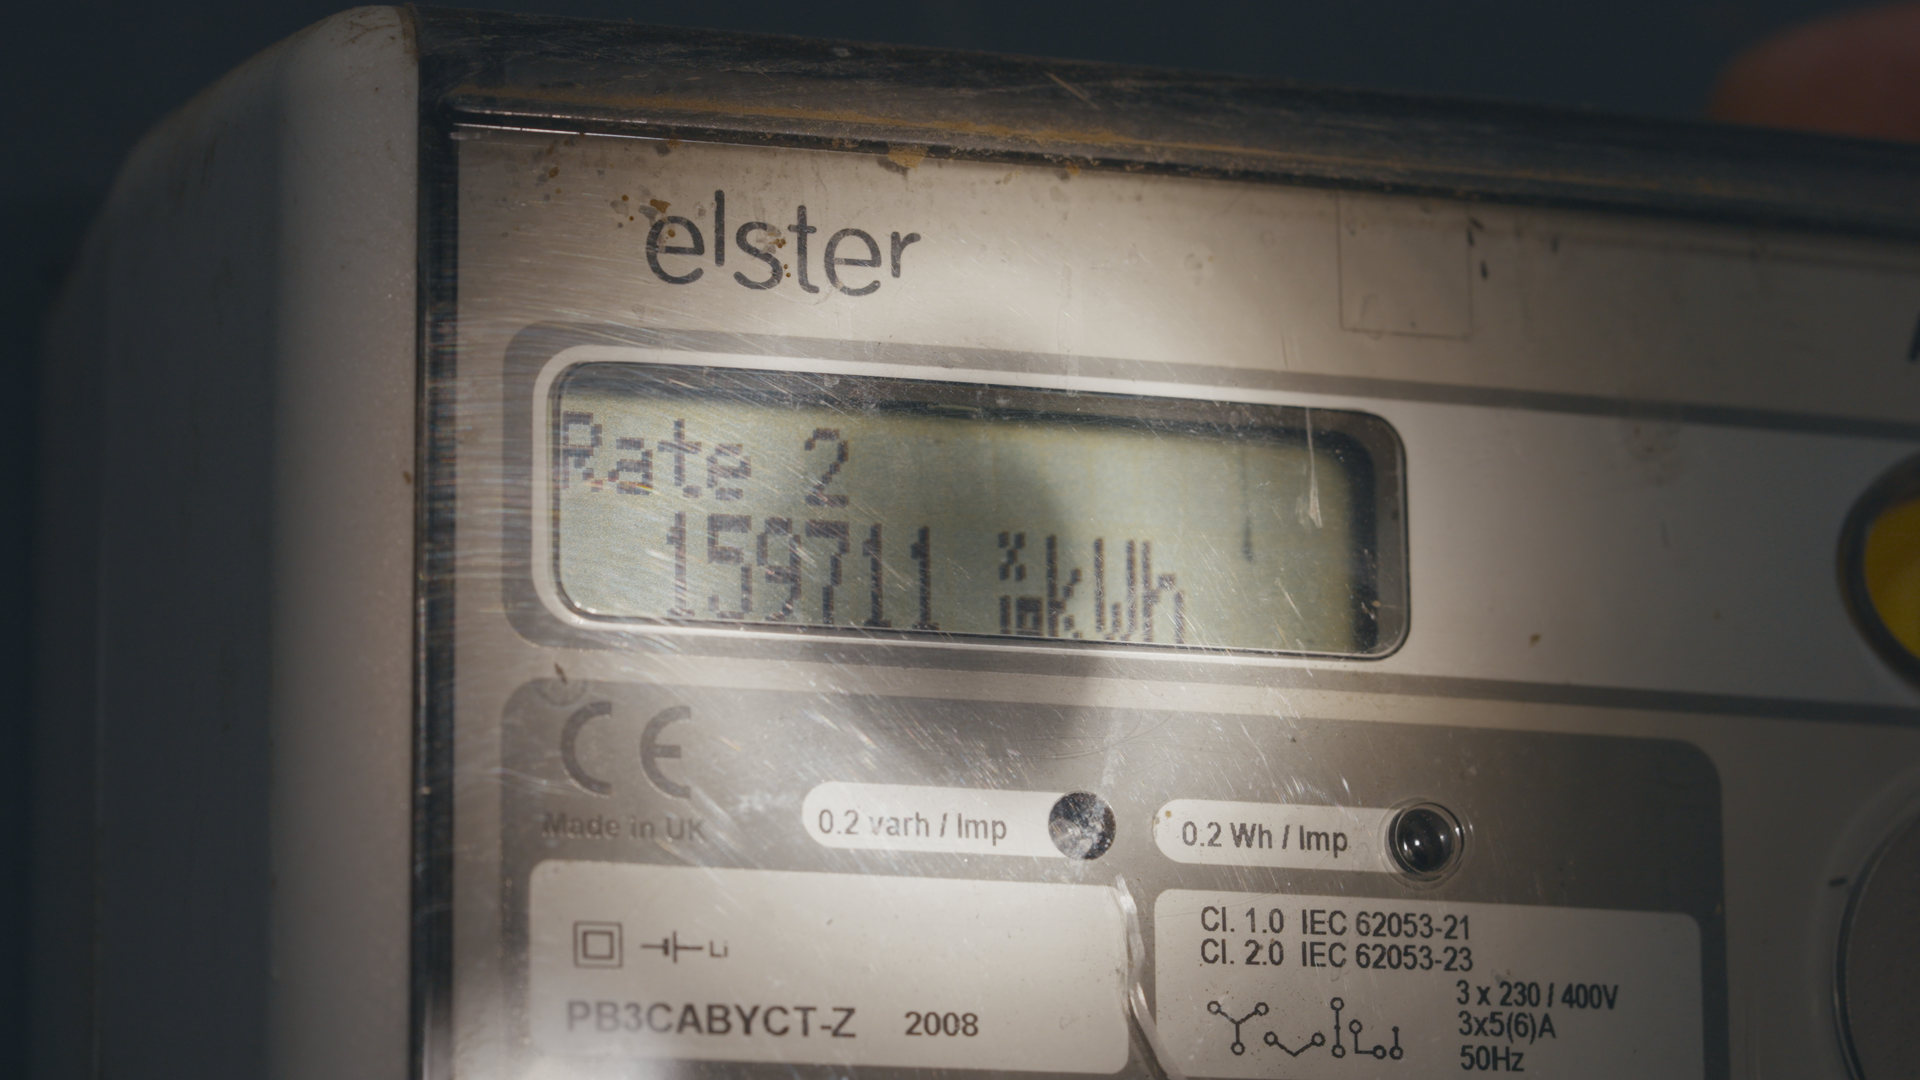 elster
Rate 2
159711 kWh
CE
Made in UK
0.2 varh / Imp
0.2 Wh / Imp
Li
PB3CABYCT-Z 2008
Cl. 1.0 IEC 62053-21
Cl. 2.0 IEC 62053-23
3 x 230 / 400V
3x5(6)A
50Hz